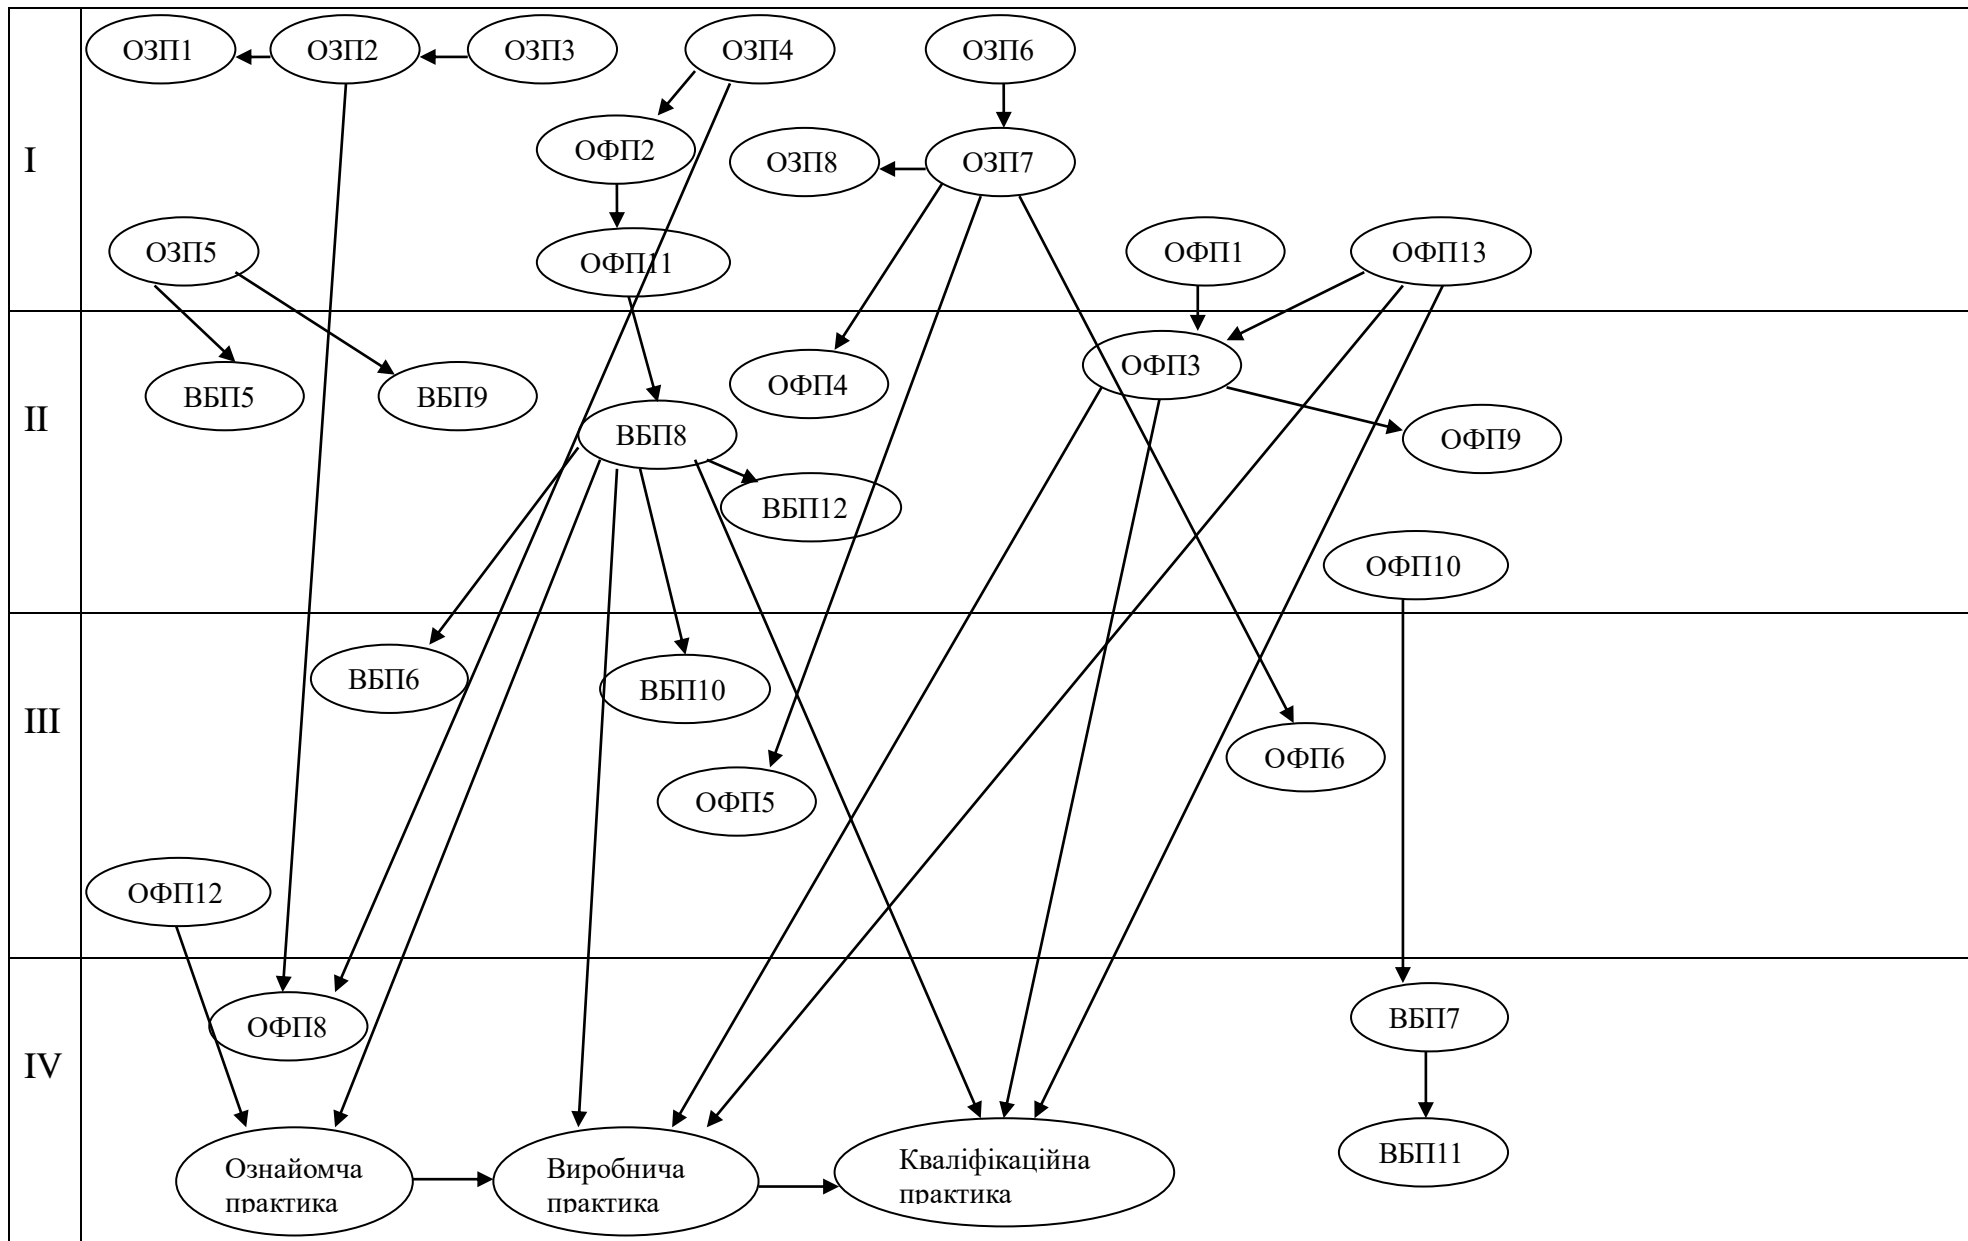 ОЗП1
ОЗП2
ОЗП3
ОЗП4
ОЗП6
I
ОФП2
ОЗП8
ОЗП7
ОЗП5
ОФП11
ОФП1
ОФП13
II
ВБП5
ВБП9
ОФП4
ОФП3
ВБП8
ОФП9
ВБП12
ОФП10
III
ВБП6
ВБП10
ОФП5
ОФП6
ОФП12
IV
ОФП8
ВБП7
Ознайомча
практика
Виробнича
практика
Кваліфікаційна
практика
ВБП11